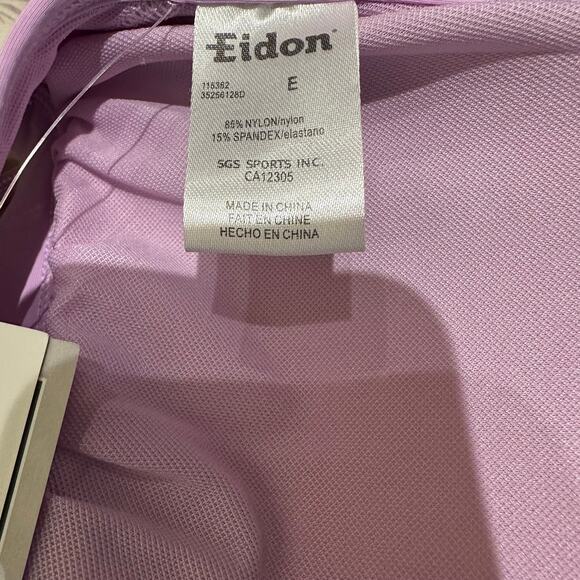 Eidon
115362
35256128D
E
85% NYLON/nylon
15% SPANDEX/elastano
SGS SPORTS INC.
CA12305
MADE IN CHINA
FAIT EN CHINE
HECHO EN CHINA